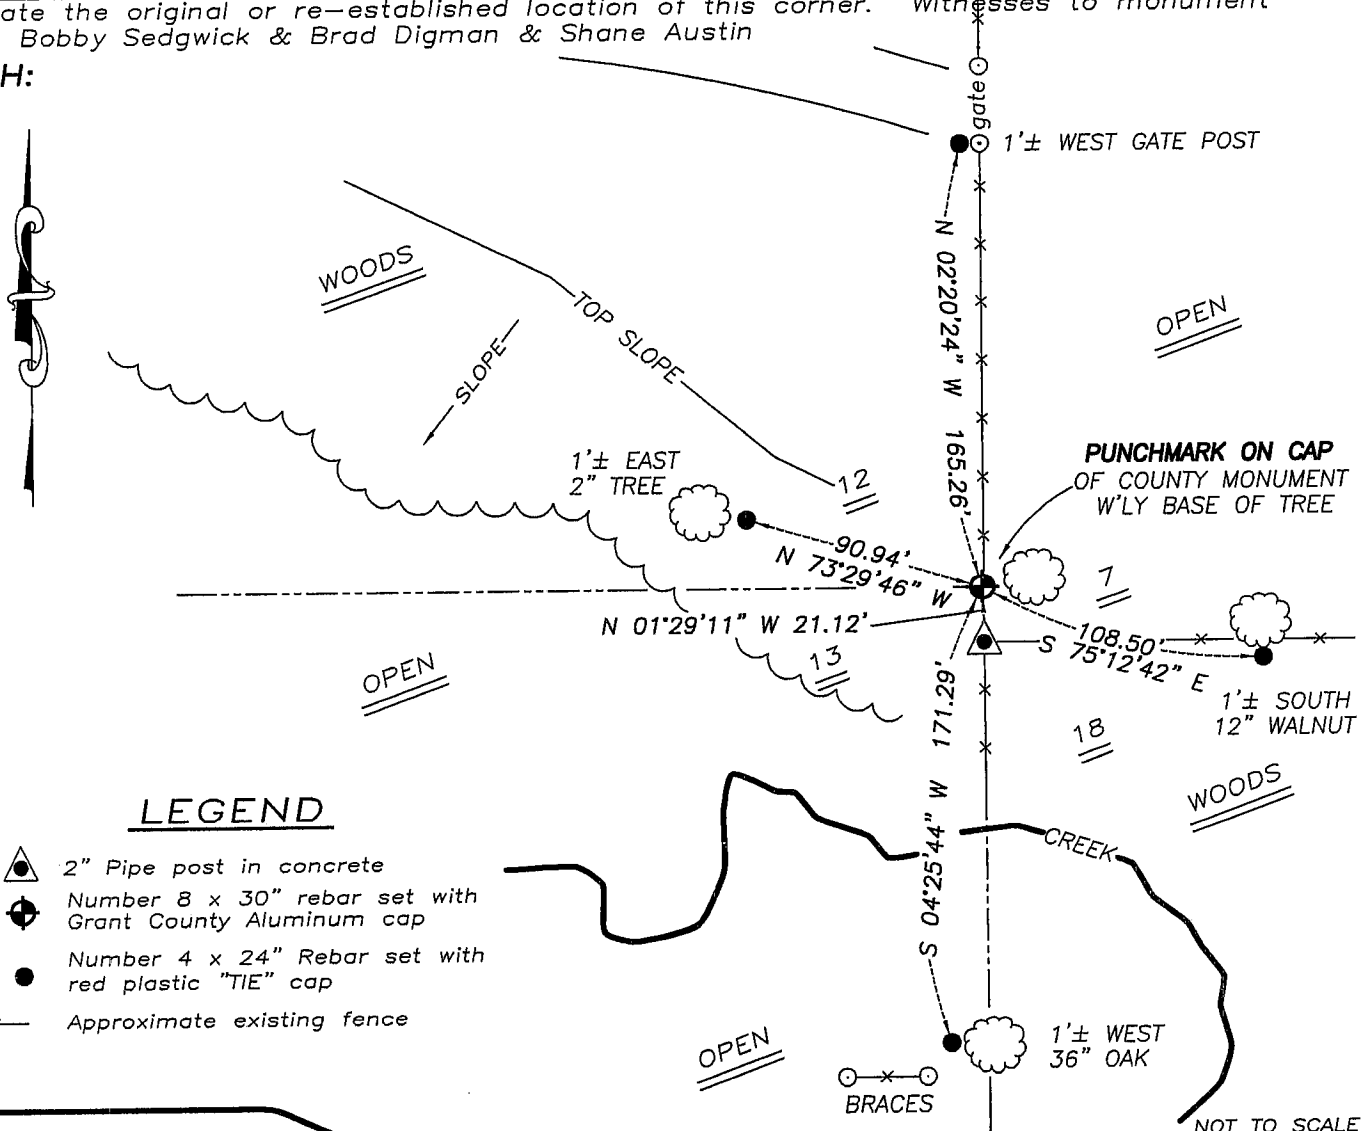 ate the original or re-established location of this corner. Witnesses to monument
Bobby Sedgwick & Brad Digman & Shane Austin
H:
gate
1'± WEST GATE POST
N 02°20'24" W 165.26'
WOODS
OPEN
TOP SLOPE
SLOPE
1'± EAST
2" TREE
12
PUNCHMARK ON CAP
OF COUNTY MONUMENT
W'LY BASE OF TREE
90.94'
N 73°29'46" W
7
N 01°29'11" W 21.12'
108.50'
S 75°12'42" E
13
OPEN
1'± SOUTH
12" WALNUT
S 04°25'44" W 171.29'
18
WOODS
CREEK
LEGEND
2" Pipe post in concrete
Number 8 x 30" rebar set with
Grant County Aluminum cap
Number 4 x 24" Rebar set with
red plastic "TIE" cap
Approximate existing fence
OPEN
1'± WEST
36" OAK
BRACES
NOT TO SCALE